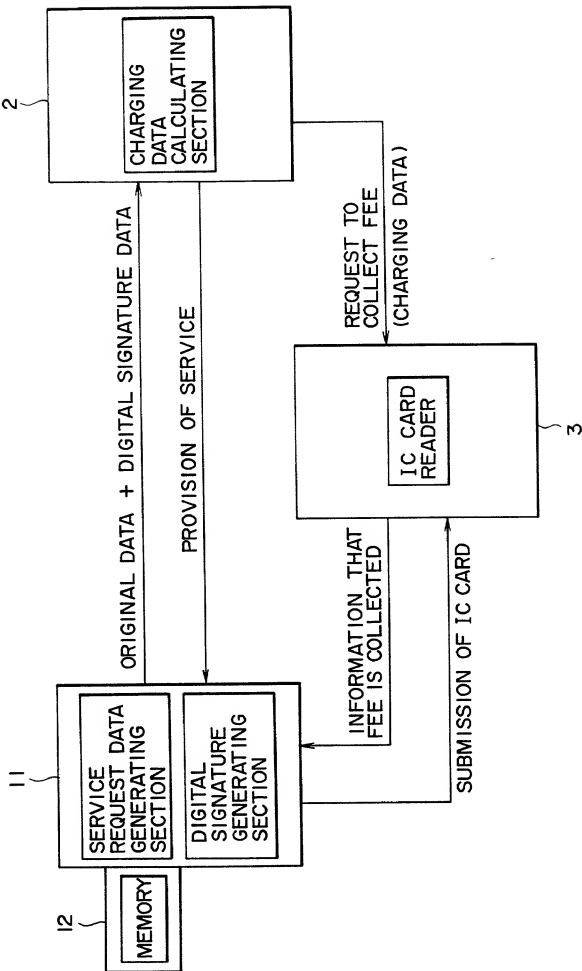 11
12
MEMORY
SERVICE
REQUEST DATA
GENERATING
SECTION
DIGITAL
SIGNATURE
GENERATING
SECTION
ORIGINAL DATA + DIGITAL SIGNATURE DATA
PROVISION OF SERVICE
2
CHARGING
DATA
CALCULATING
SECTION
INFORMATION THAT
FEE IS COLLECTED
SUBMISSION OF IC CARD
IC CARD
READER
3
REQUEST TO
COLLECT FEE
(CHARGING DATA)